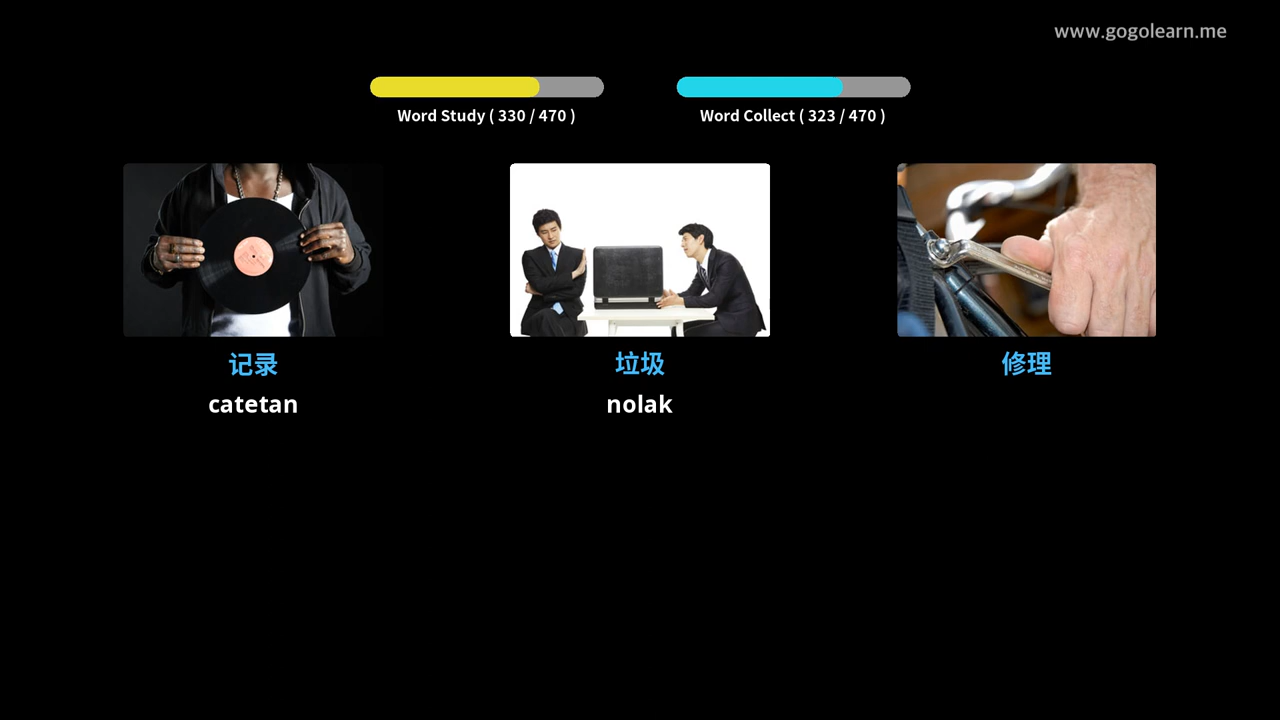 www.gogolearn.me
Word Study ( 330 / 470 )
Word Collect ( 323 / 470 )
记录
垃圾
修理
catetan
nolak